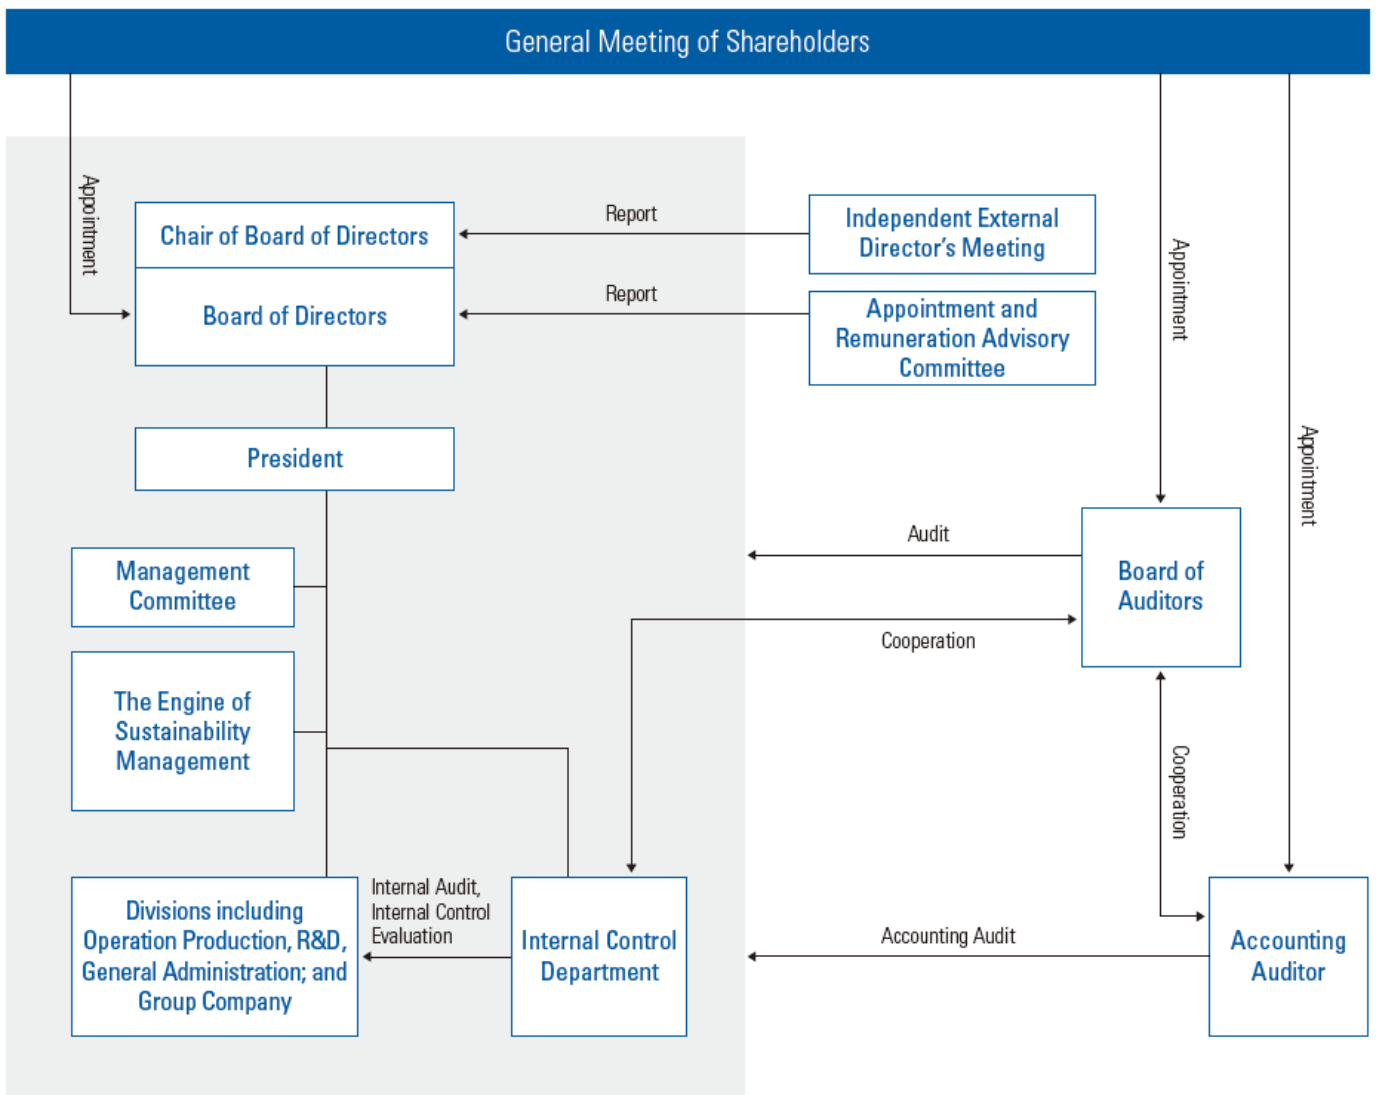 General Meeting of Shareholders
Appointment
Chair of Board of Directors
Board of Directors
Report
Independent External
Director's Meeting
Report
Appointment and
Remuneration Advisory
Committee
Appointment
Appointment
President
Management
Committee
Audit
Board of
Auditors
Cooperation
The Engine of
Sustainability
Management
Cooperation
Divisions including
Operation Production, R&D,
General Administration; and
Group Company
Internal Audit,
Internal Control
Evaluation
Internal Control
Department
Accounting Audit
Accounting
Auditor